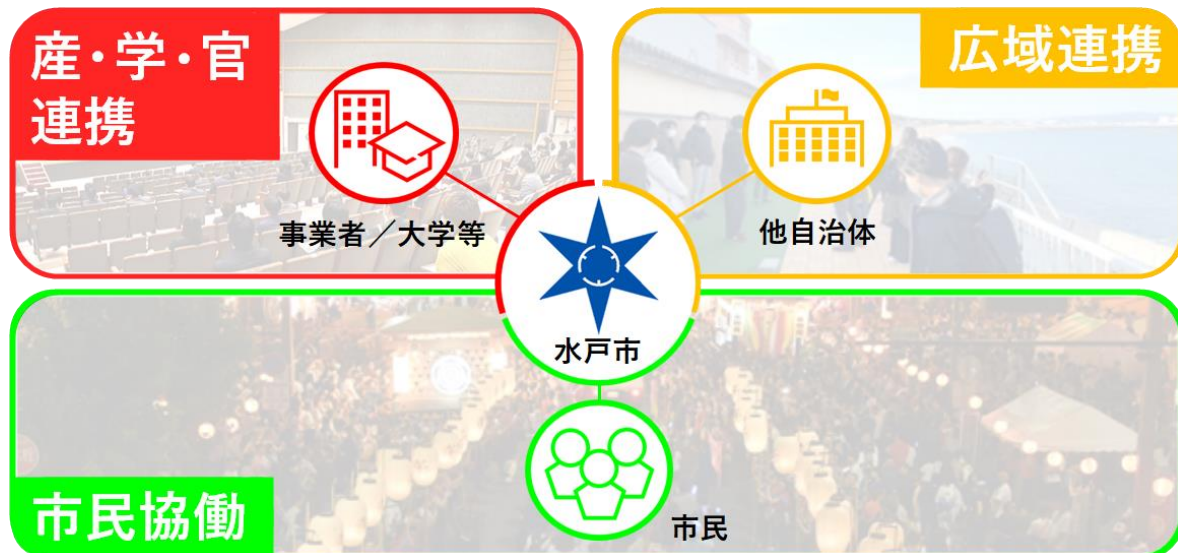 産・学・官
連携
広域連携
事業者／大学等
他自治体
水戸市
市民協働
市民